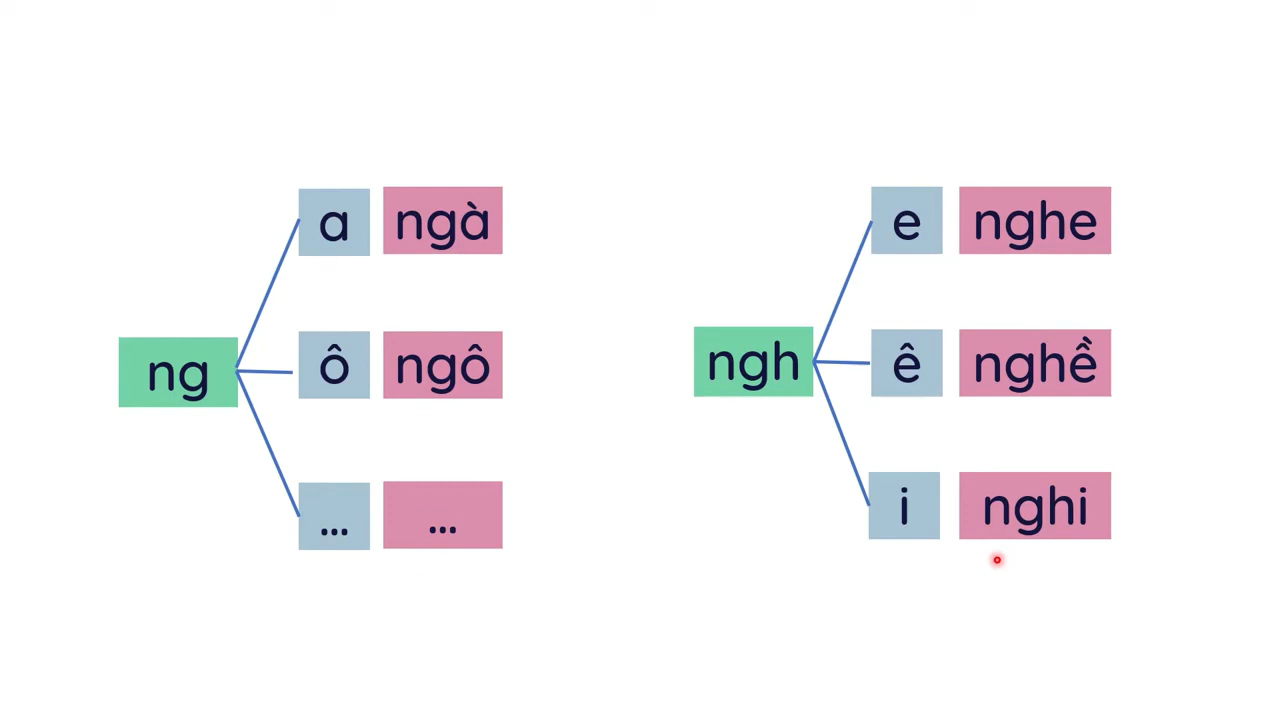 ng
a ngà
ô ngô
... ...
ngh
e nghe
ê nghề
i nghi